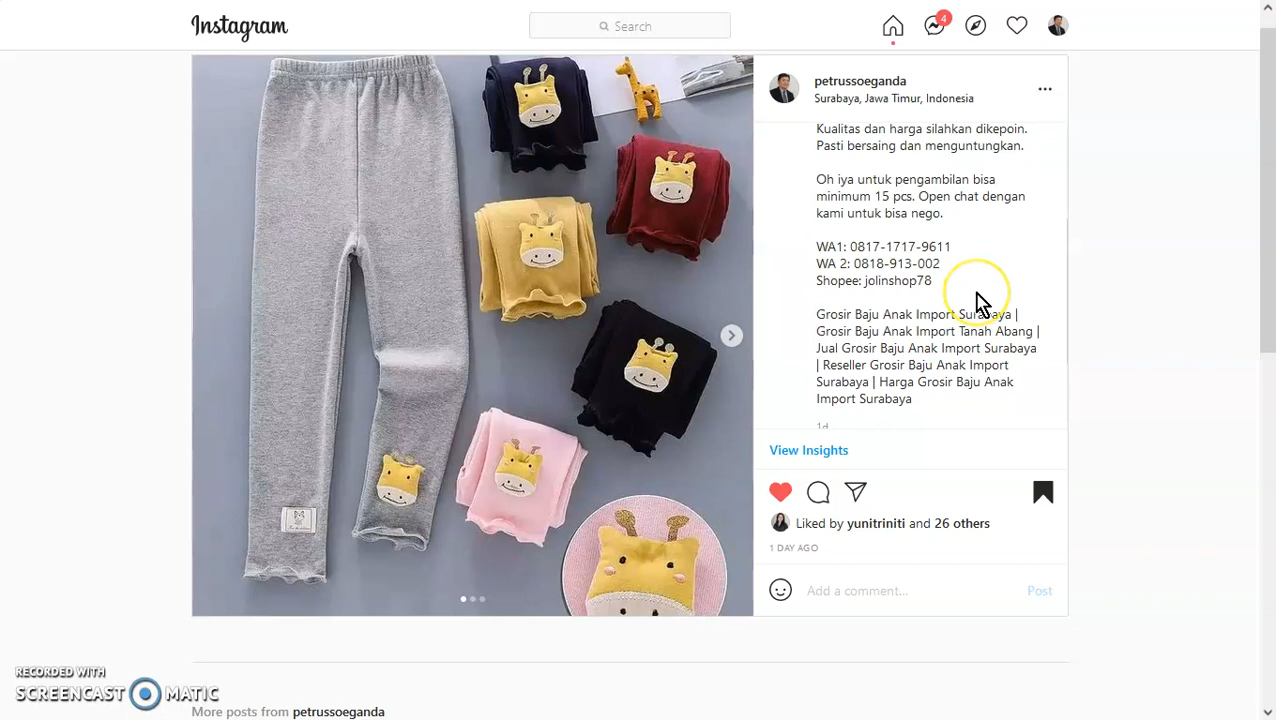 Instagram
Search
4
petrussoeganda
Surabaya, Jawa Timur, Indonesia
Kualitas dan harga silahkan dikepoin.
Pasti bersaing dan menguntungkan.
Oh iya untuk pengambilan bisa
minimum 15 pcs. Open chat dengan
kami untuk bisa nego.
WA1: 0817-1717-9611
WA 2: 0818-913-002
Shopee: jolinshop78
Grosir Baju Anak Import Surabaya |
Grosir Baju Anak Import Tanah Abang |
Jual Grosir Baju Anak Import Surabaya
| Reseller Grosir Baju Anak Import
Surabaya | Harga Grosir Baju Anak
Import Surabaya
1d
View Insights
Liked by yunitriniti and 26 others
1 DAY AGO
Add a comment...
Post
RECORDED WITH
SCREENCAST MATIC
More posts from petrussoeganda